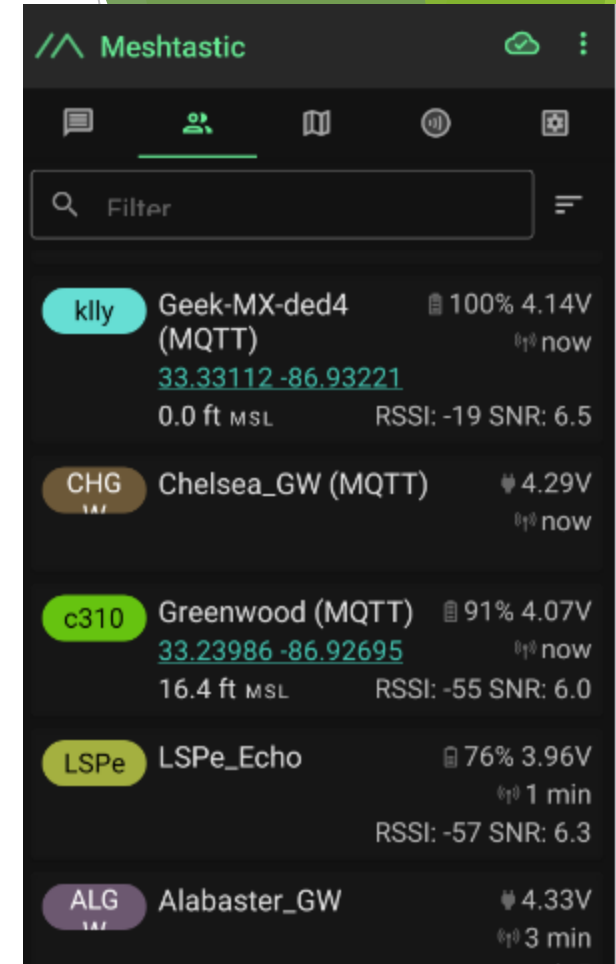 Meshtastic
Filter
klly Geek-MX-ded4 100% 4.14V
(MQTT) now
33.33112 -86.93221
0.0 ft MSL RSSI: -19 SNR: 6.5
CHG Chelsea_GW (MQTT) 4.29V
W now
c310 Greenwood (MQTT) 91% 4.07V
33.23986 -86.92695 now
16.4 ft MSL RSSI: -55 SNR: 6.0
LSPe LSPe_Echo 76% 3.96V
1 min
RSSI: -57 SNR: 6.3
ALG Alabaster_GW 4.33V
W 3 min